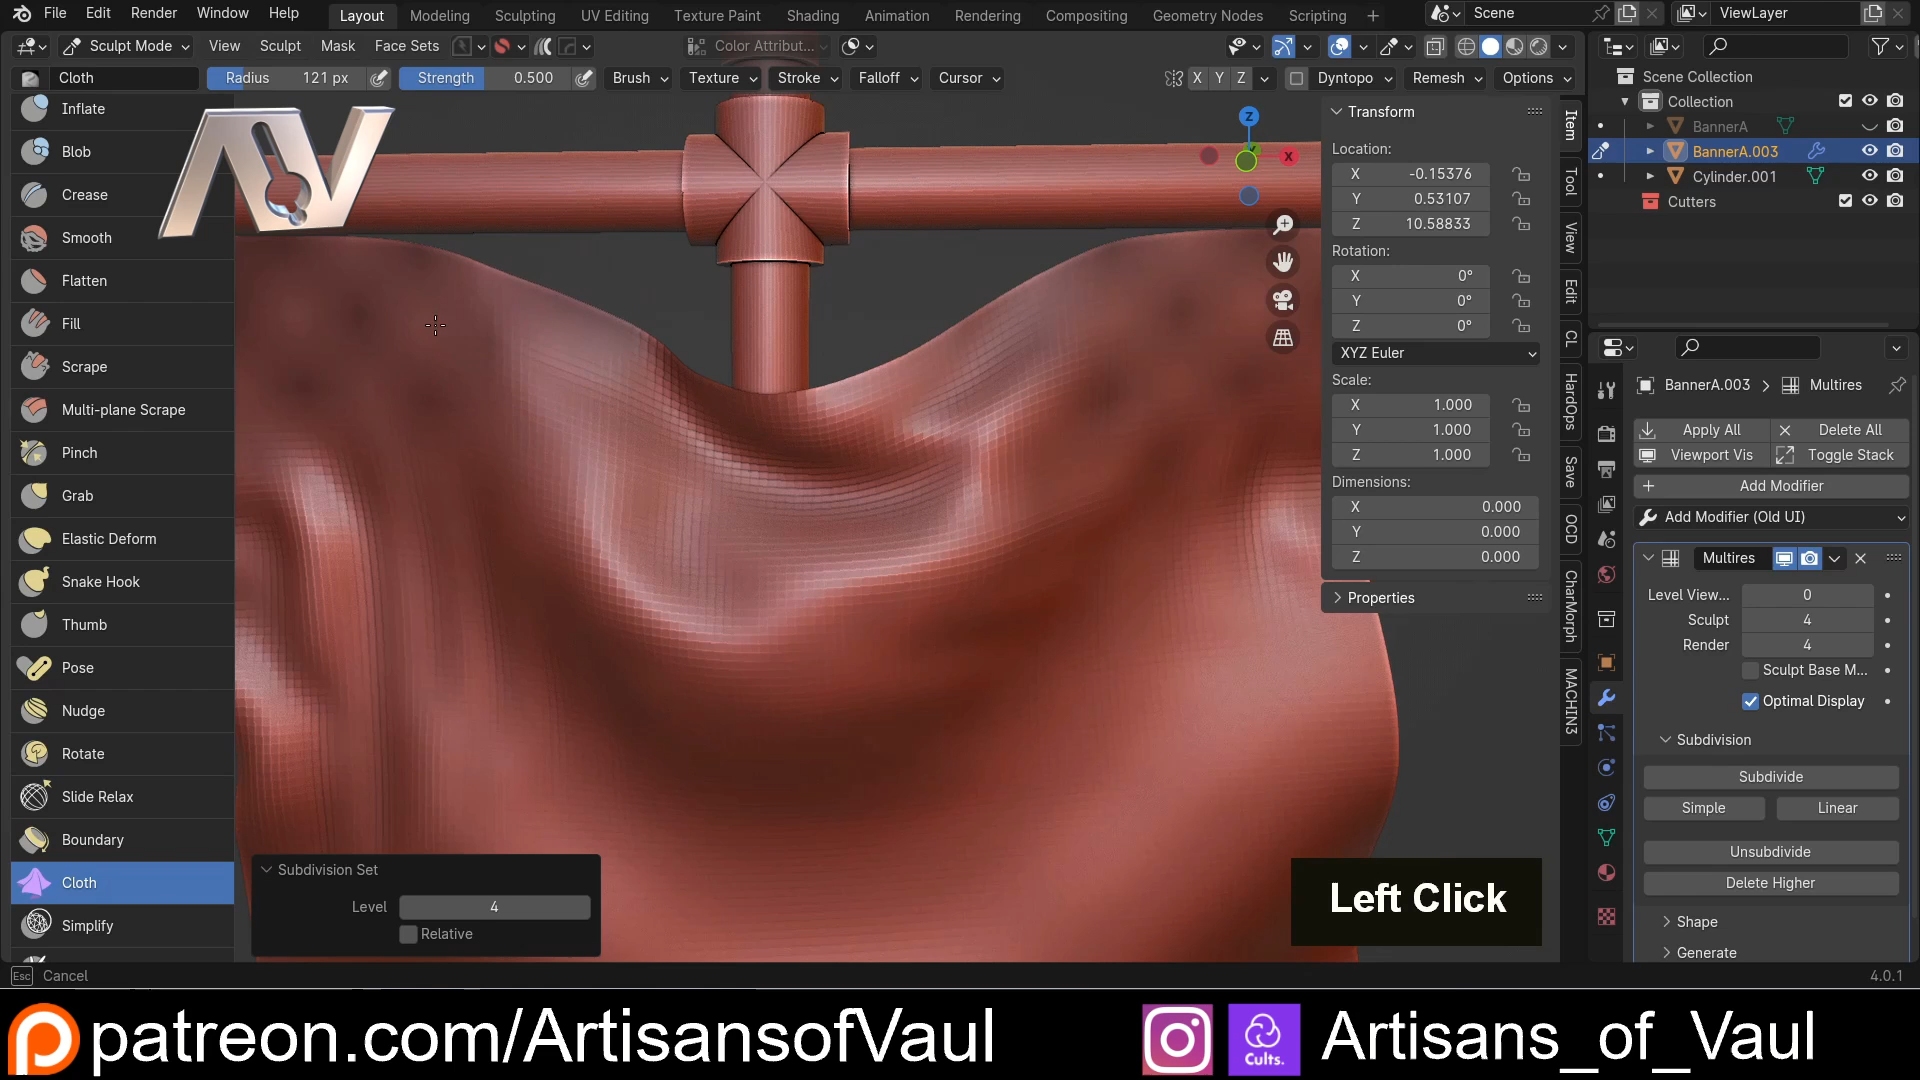 File Edit Render Window Help Layout Modeling Sculpting UV Editing Texture Paint Shading Animation Rendering Compositing Geometry Nodes Scripting + Scene ViewLayer
Sculpt Mode View Sculpt Mask Face Sets Color Attribut...
Cloth Radius 121 px Strength 0.500 Brush Texture Stroke Falloff Cursor X Y Z Dyntopo Remesh Options
Inflate
Blob
Crease
Smooth
Flatten
Fill
Scrape
Multi-plane Scrape
Pinch
Grab
Elastic Deform
Snake Hook
Thumb
Pose
Nudge
Rotate
Slide Relax
Boundary
Cloth
Simplify
AV
Z
X
Subdivision Set
Level 4
Relative
Left Click
Transform
Location:
X -0.15376
Y 0.53107
Z 10.58833
Rotation:
X 0°
Y 0°
Z 0°
XYZ Euler
Scale:
X 1.000
Y 1.000
Z 1.000
Dimensions:
X 0.000
Y 0.000
Z 0.000
Properties
Item
Tool
View
Edit
CL
HardOps
Save
OCD
CharMorph
MACHIN3
Scene Collection
Collection
BannerA
BannerA.003
Cylinder.001
Cutters
BannerA.003 > Multires
Apply All Delete All
Viewport Vis Toggle Stack
Add Modifier
Add Modifier (Old UI)
Multires
Level View... 0
Sculpt 4
Render 4
Sculpt Base M...
Optimal Display
Subdivision
Subdivide
Simple Linear
Unsubdivide
Delete Higher
Shape
Generate
Esc Cancel
4.0.1
patreon.com/ArtisansofVaul
Cults.
Artisans_of_Vaul